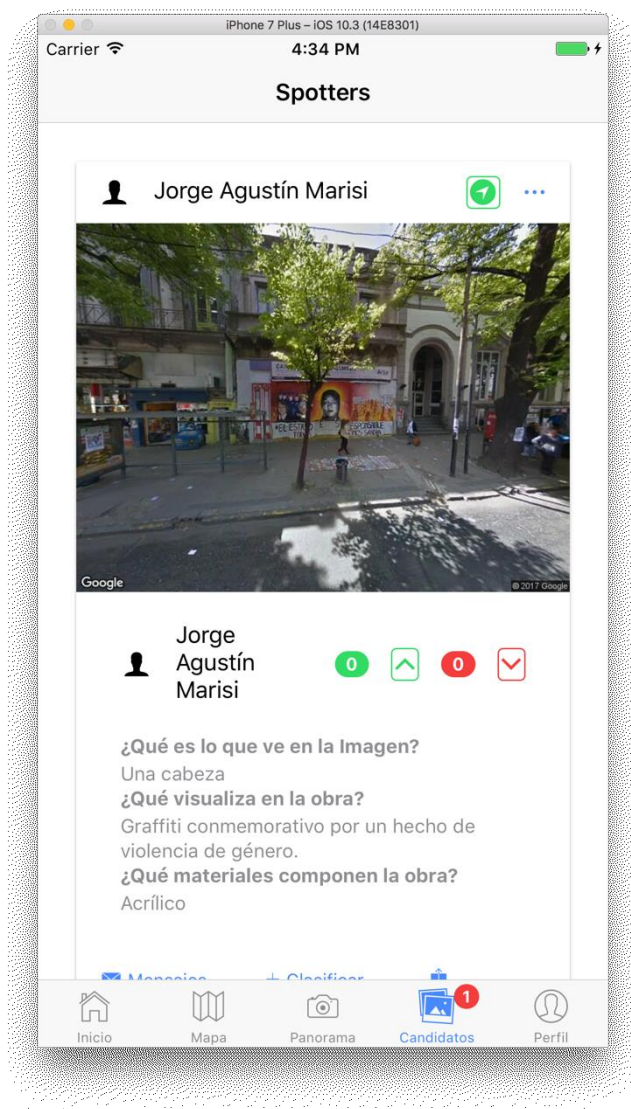 iPhone 7 Plus – iOS 10.3 (14E8301)
Carrier 4:34 PM
Spotters
Jorge Agustín Marisi
Google
© 2017 Google
Jorge
Agustín
Marisi
0 0
¿Qué es lo que ve en la Imagen?
Una cabeza
¿Qué visualiza en la obra?
Graffiti conmemorativo por un hecho de
violencia de género.
¿Qué materiales componen la obra?
Acrílico
Mensajes + Clasificar
1
Inicio Mapa Panorama Candidatos Perfil